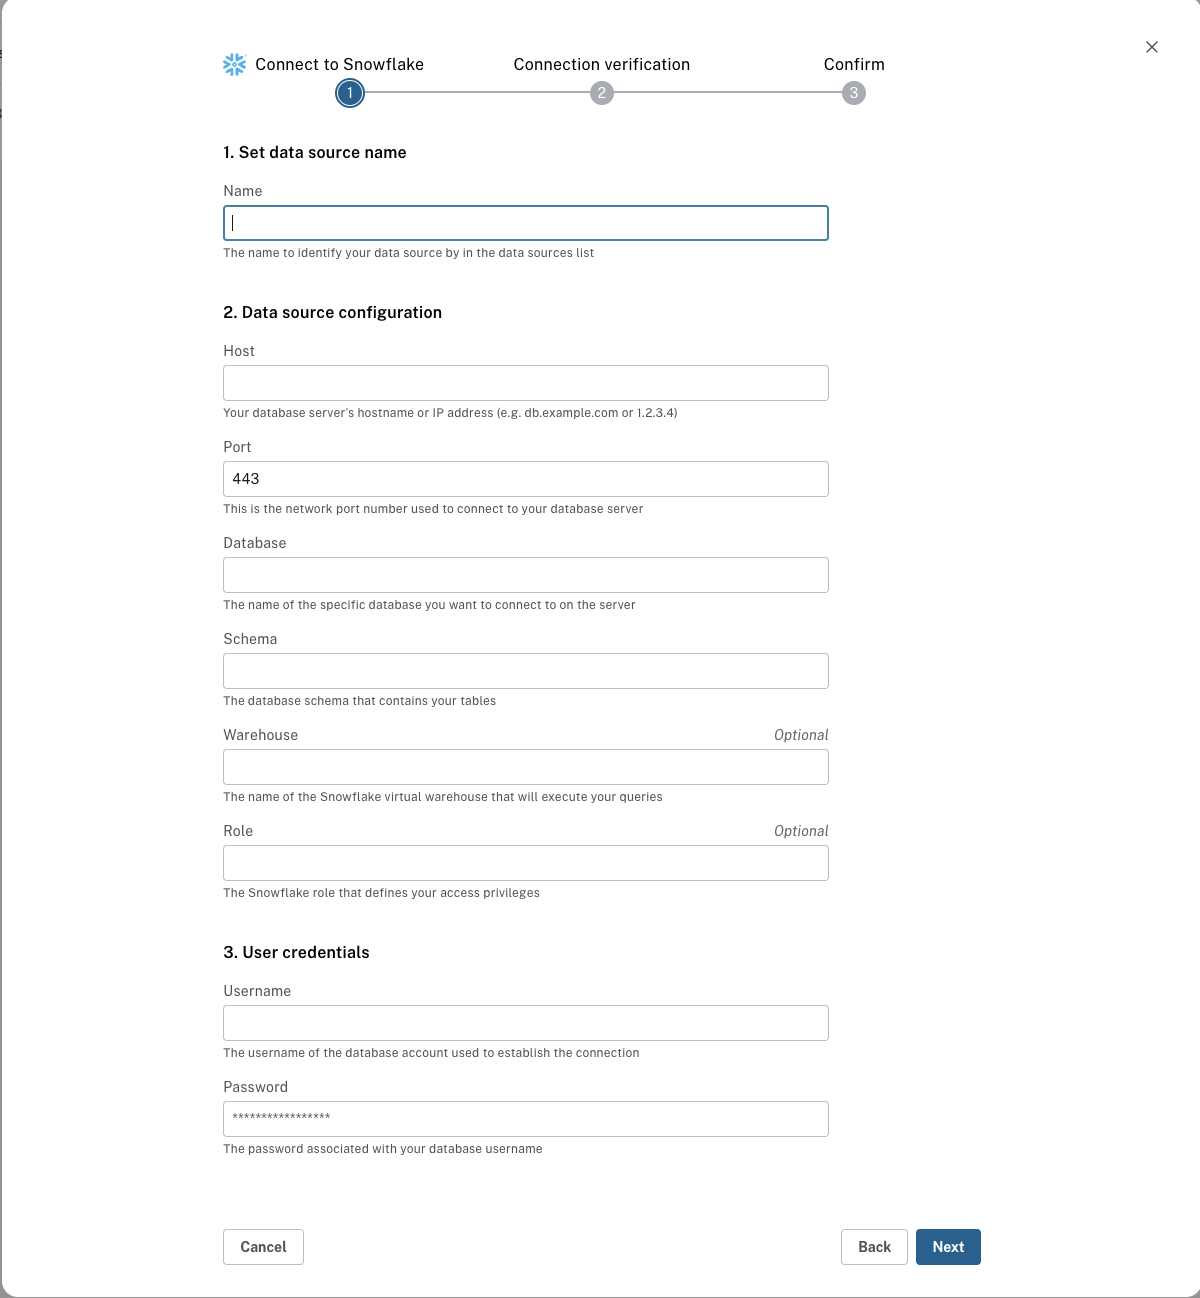 Connect to Snowflake
Connection verification
Confirm
1
2
3
1. Set data source name
Name
The name to identify your data source by in the data sources list
2. Data source configuration
Host
Your database server's hostname or IP address (e.g. db.example.com or 1.2.3.4)
Port
443
This is the network port number used to connect to your database server
Database
The name of the specific database you want to connect to on the server
Schema
The database schema that contains your tables
Warehouse Optional
The name of the Snowflake virtual warehouse that will execute your queries
Role Optional
The Snowflake role that defines your access privileges
3. User credentials
Username
The username of the database account used to establish the connection
Password
*****************
The password associated with your database username
Cancel Back Next